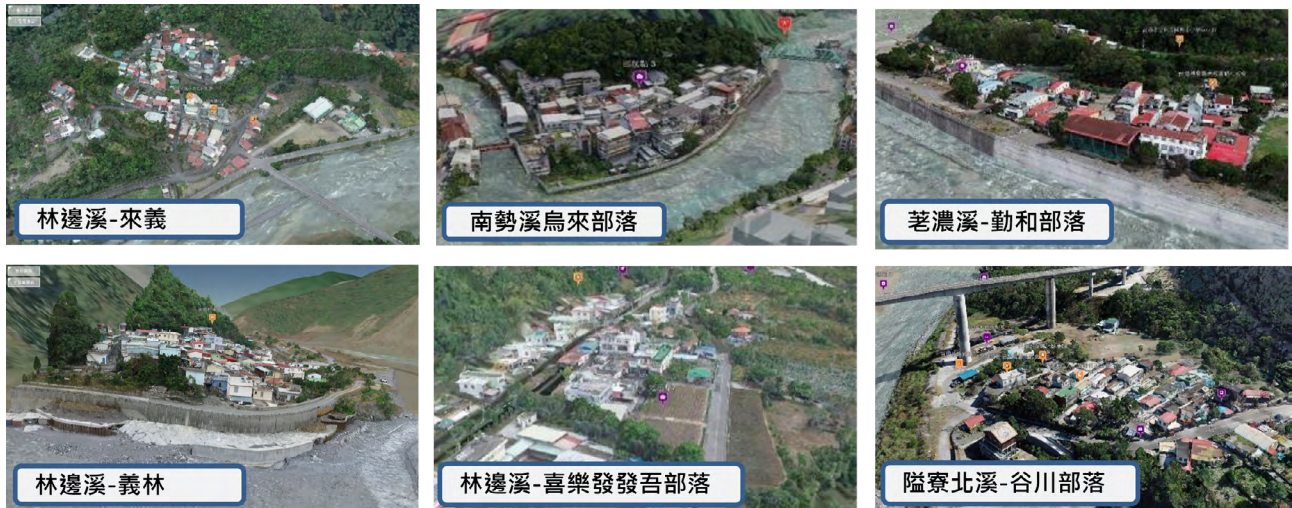 林邊溪-來義
南勢溪烏來部落
荖濃溪-勤和部落
林邊溪-義林
林邊溪-喜樂發發吾部落
隘寮北溪-谷川部落